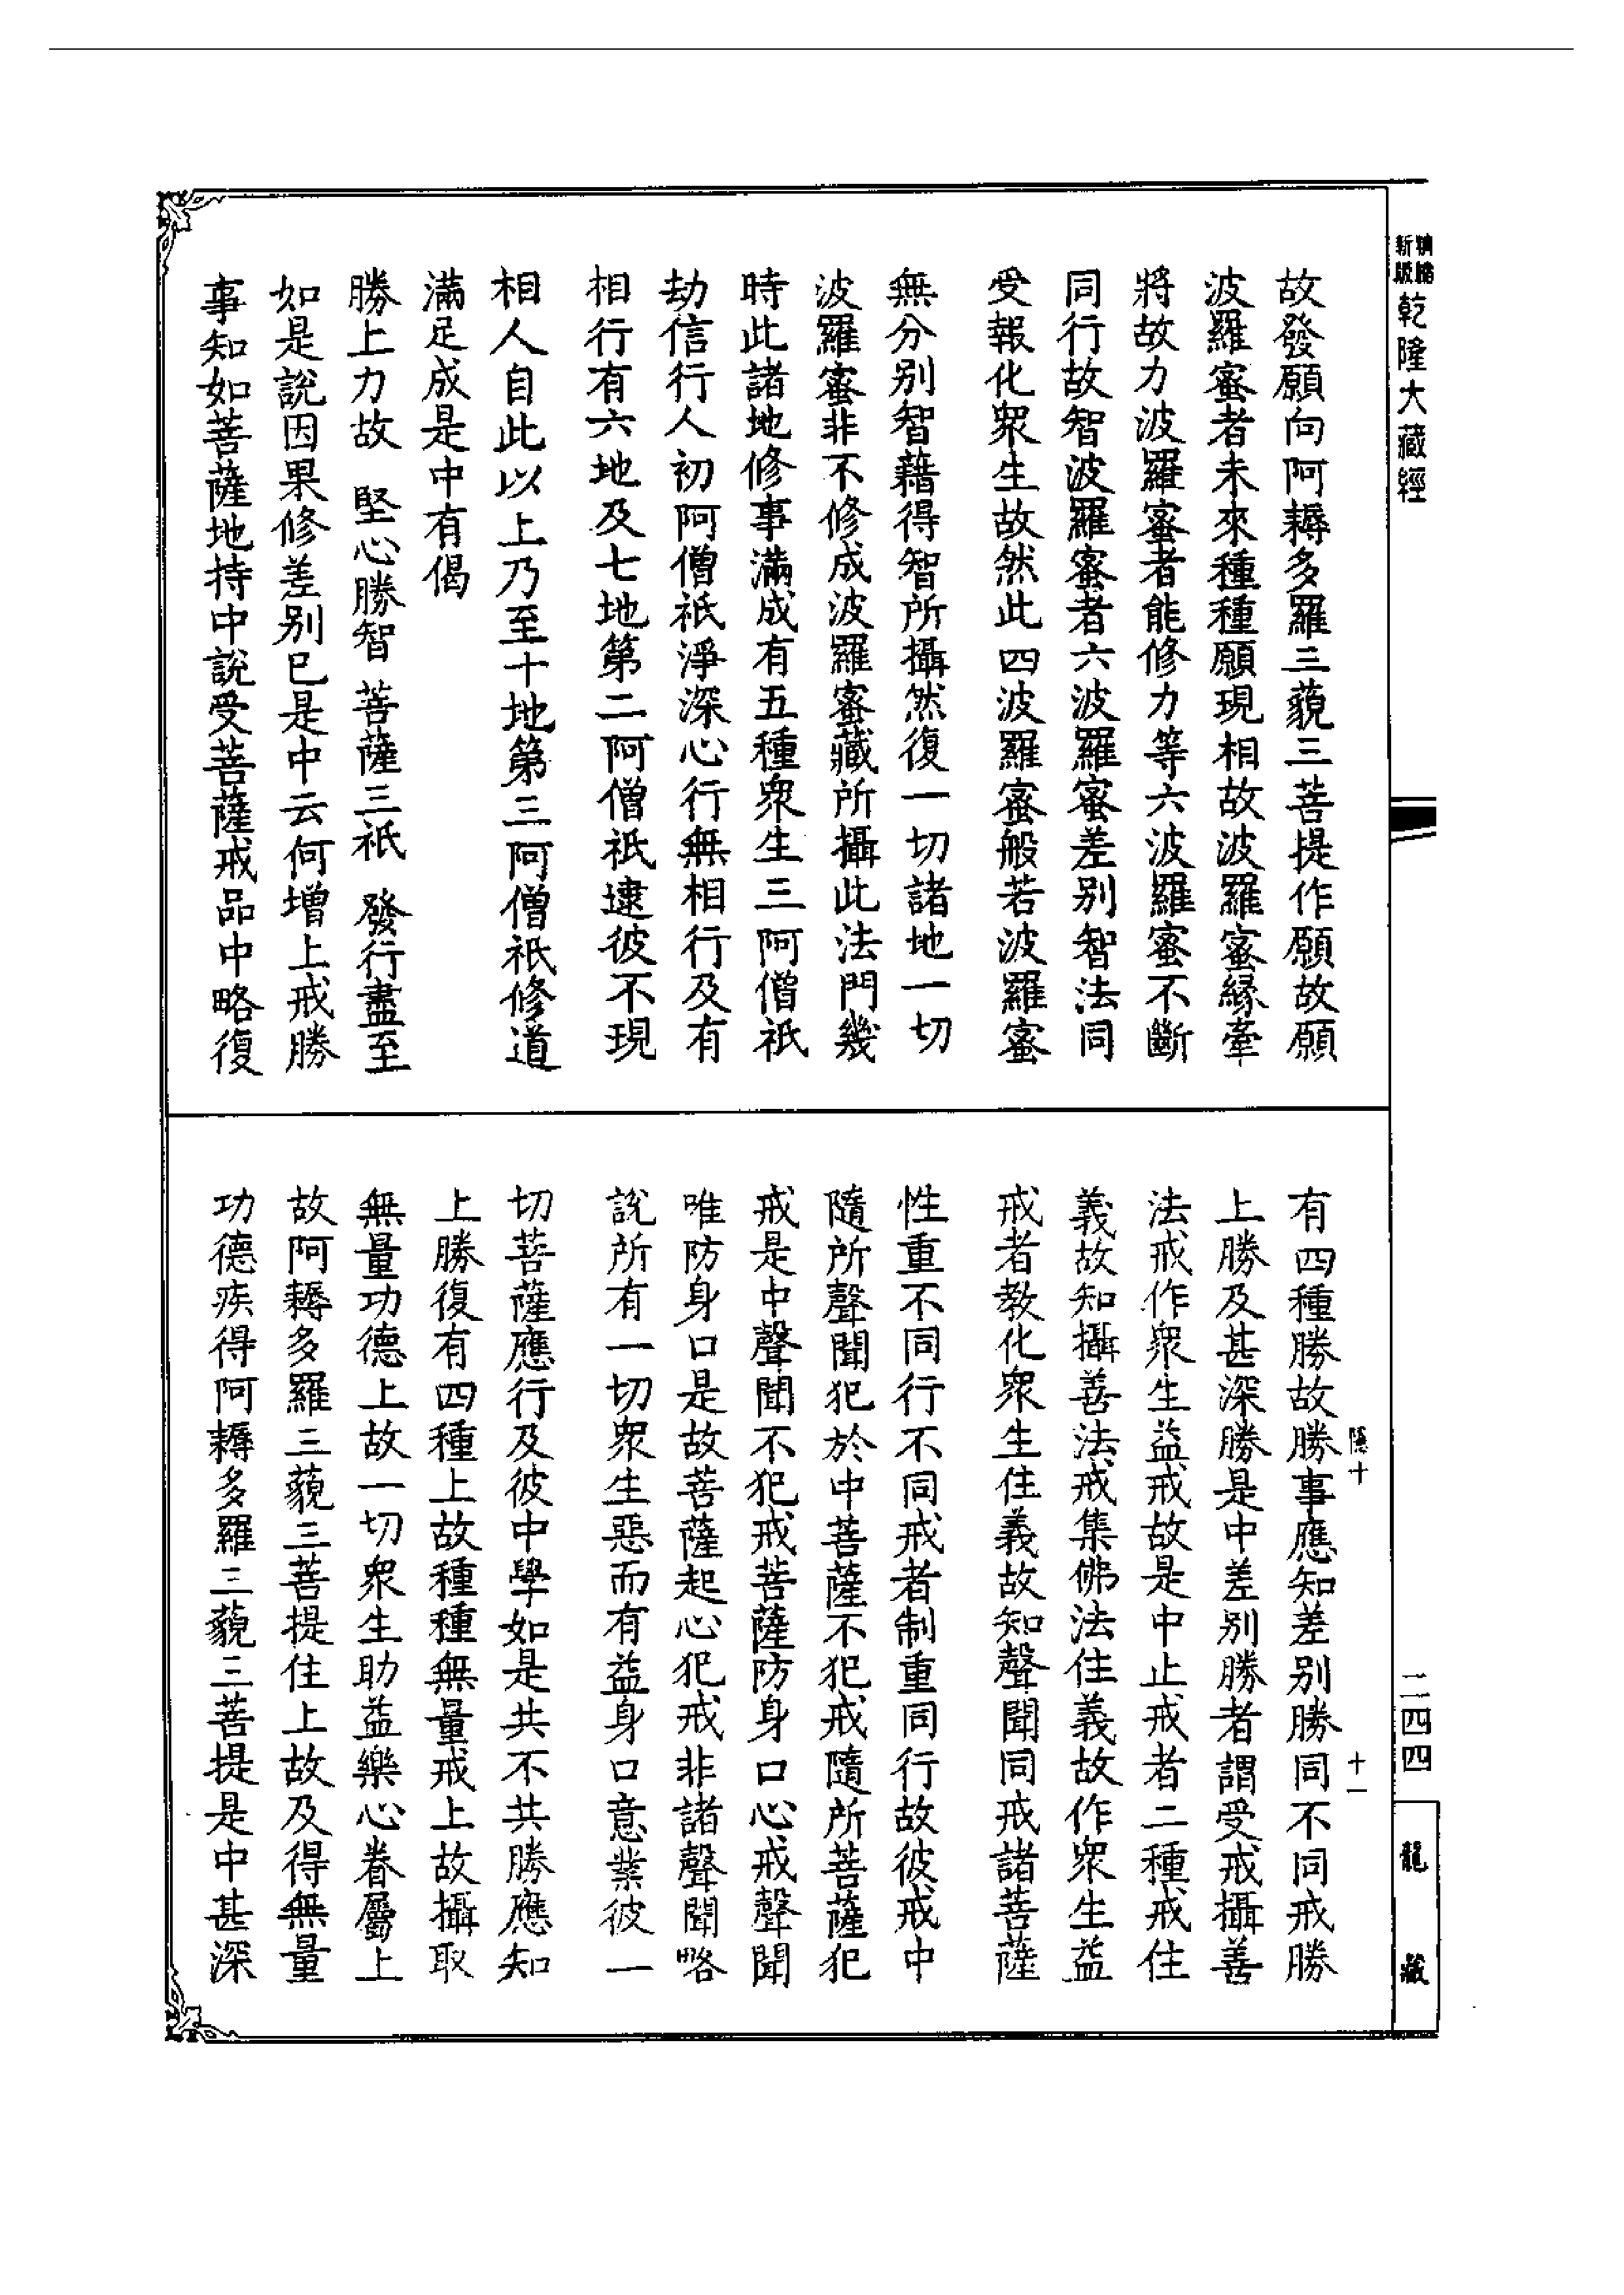 新版精縮乾隆大藏經
故發願向阿耨多羅三藐三菩提作願故願
波羅蜜者未來種種願現相故波羅蜜緣牽
將故力波羅蜜者能修力等六波羅蜜不斷
同行故智波羅蜜者六波羅蜜差别智法同
受報化衆生故然此四波羅蜜般若波羅蜜
無分别智藉得智所攝然復一切諸地一切
波羅蜜非不修成波羅蜜藏所攝此法門幾
時此諸地修事滿成有五種衆生三阿僧祇
劫信行人初阿僧祇淨深心行無相行及有
相行有六地及七地第二阿僧祇逮彼不現
相人自此以上乃至十地第三阿僧祇修道
滿足成是中有偈
勝上力故 堅心勝智 菩薩三祇 發行盡至
如是說因果修差别已是中云何增上戒勝
事知如菩薩地持中說受菩薩戒品中略復
有四種勝故勝事應知差别勝同不同戒勝
上勝及甚深勝是中差别勝者謂受戒攝善
法戒作衆生益戒故是中止戒者二種戒住
義故知攝善法戒集佛法住義故作衆生益
戒者教化衆生住義故知聲聞同戒諸菩薩
性重不同行不同戒者制重同行故彼戒中
隨所聲聞犯於中菩薩不犯戒隨所菩薩犯
戒是中聲聞不犯戒菩薩防身口心戒聲聞
唯防身口是故菩薩起心犯戒非諸聲聞略
說所有一切衆生惡而有益身口意業彼一
切菩薩應行及彼中學如是共不共勝應知
上勝復有四種上故種種無量戒上故攝取
無量功德上故一切衆生助益樂心眷屬上
故阿耨多羅三藐三菩提住上故及得無量
功德疾得阿耨多羅三藐三菩提是中甚深
隱十
十一
二四四
龍藏